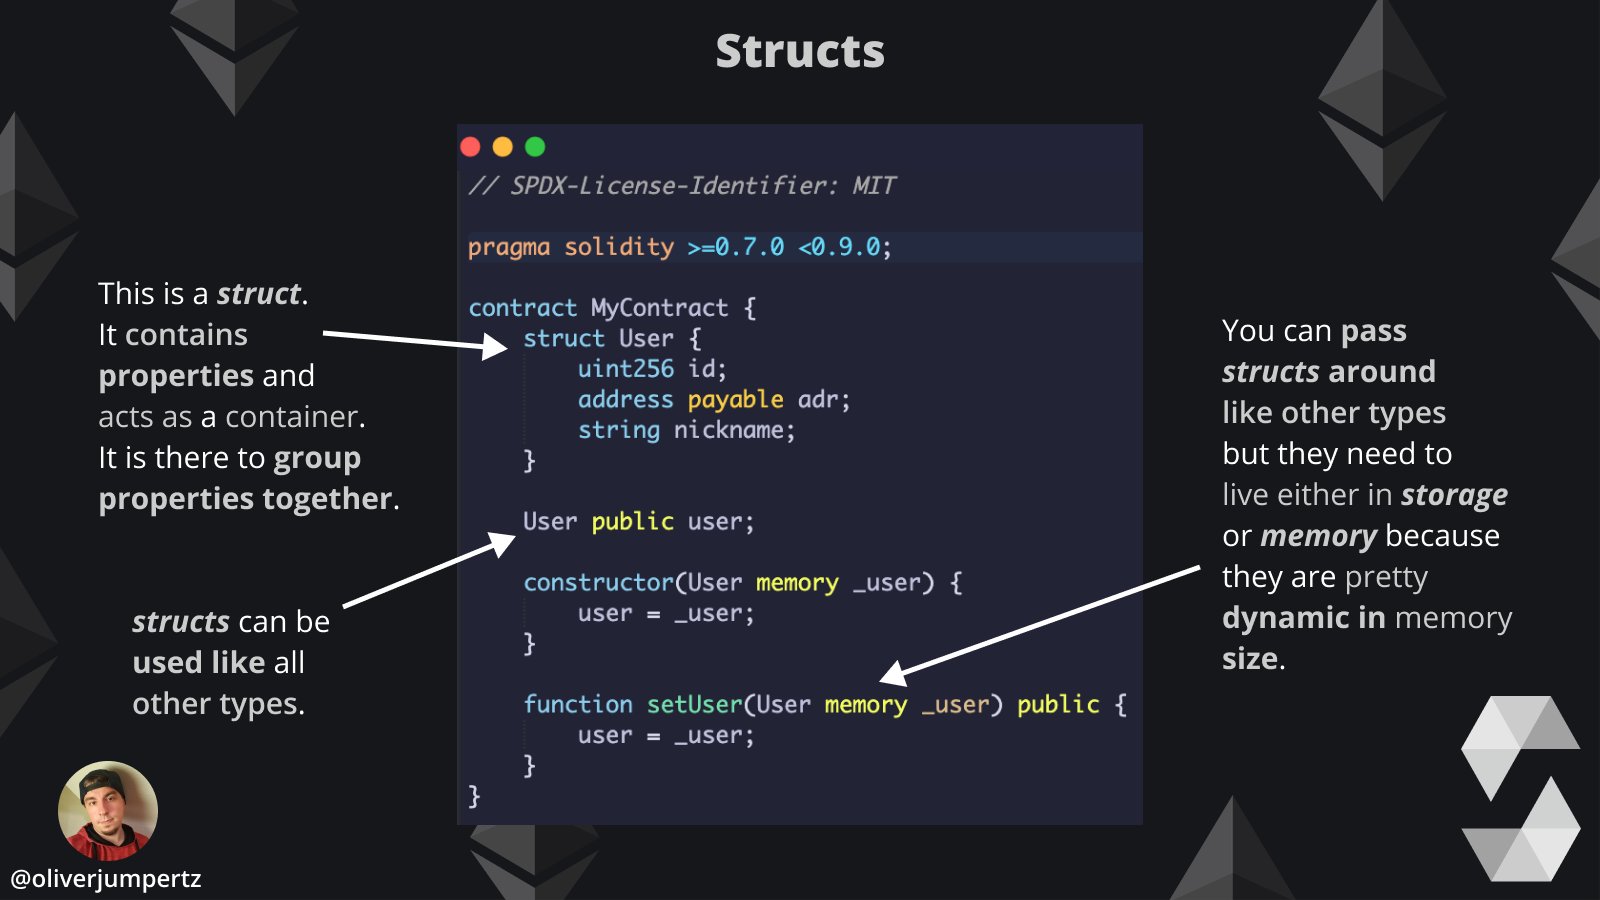 Structs
// SPDX-License-Identifier: MIT
pragma solidity >=0.7.0 <0.9.0;
contract MyContract {
struct User {
uint256 id;
address payable adr;
string nickname;
}
User public user;
constructor(User memory _user) {
user = _user;
}
function setUser(User memory _user) public {
user = _user;
}
}
This is a struct.
It contains
properties and
acts as a container.
It is there to group
properties together.
structs can be
used like all
other types.
You can pass
structs around
like other types
but they need to
live either in storage
or memory because
they are pretty
dynamic in memory
size.
@oliverjumpertz